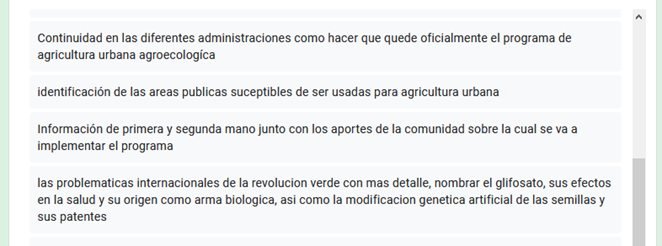 Continuidad en las diferentes administraciones como hacer que quede oficialmente el programa de
agricultura urbana agroecologíca
identificación de las areas publicas suceptibles de ser usadas para agricultura urbana
Información de primera y segunda mano junto con los aportes de la comunidad sobre la cual se va a
implementar el programa
las problematicas internacionales de la revolucion verde con mas detalle, nombrar el glifosato, sus efectos
en la salud y su origen como arma biologica, asi como la modificacion genetica artificial de las semillas y
sus patentes